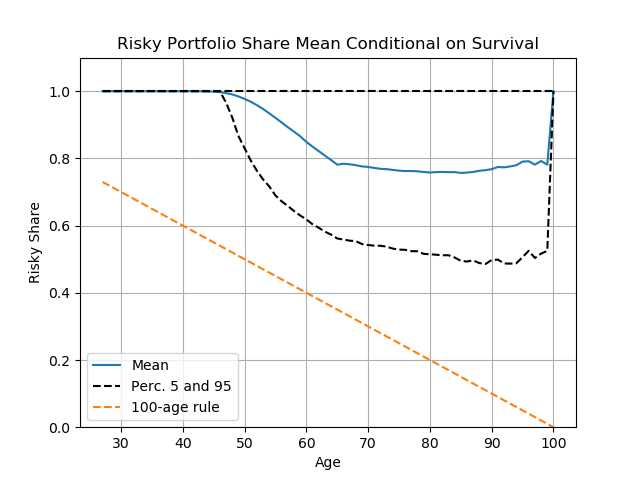 Risky Portfolio Share Mean Conditional on Survival
Risky Share
1.0
0.8
0.6
0.4
0.2
0.0
Mean
Perc. 5 and 95
100-age rule
30 40 50 60 70 80 90 100
Age